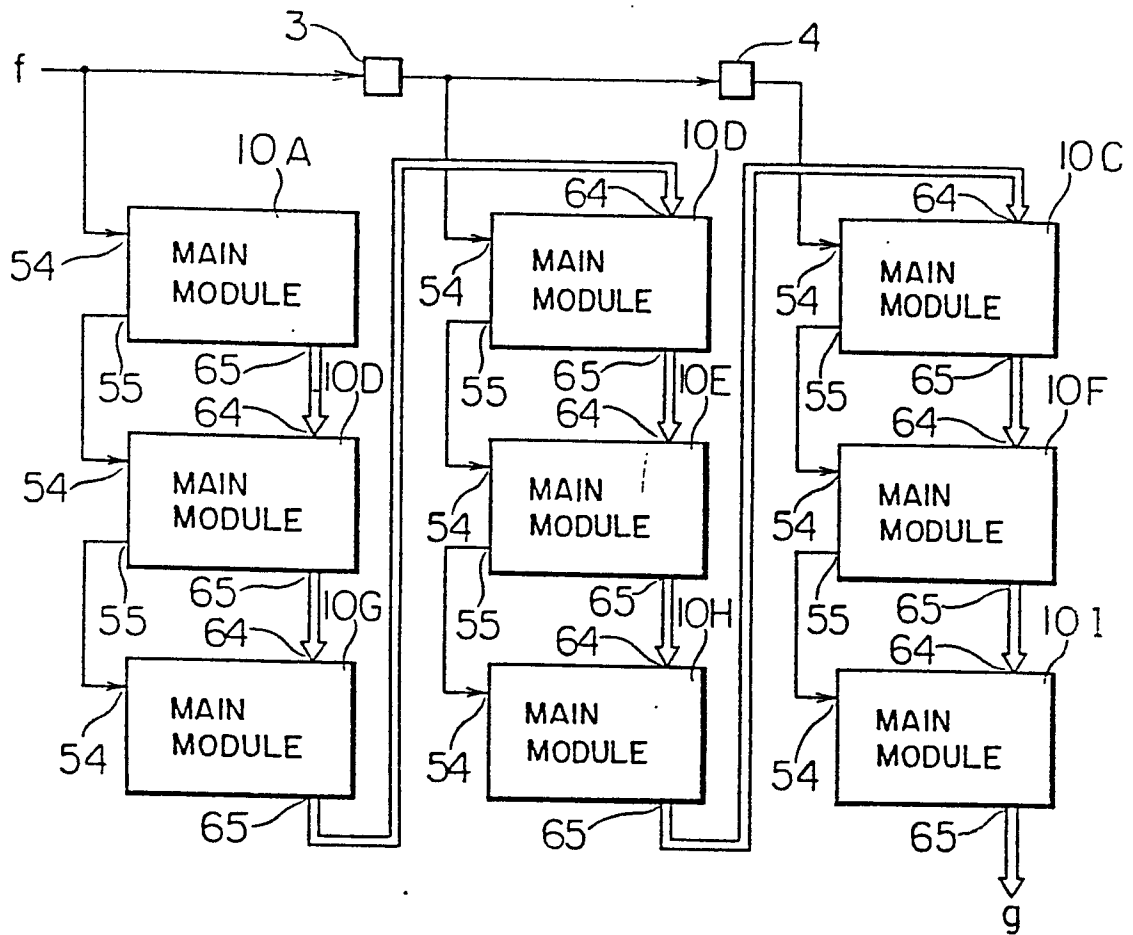 3
4
f
10A
10D
10C
64
64
54
MAIN
MODULE
54
MAIN
MODULE
54
MAIN
MODULE
55
65
10D
55
65
10E
55
65
10F
64
64
64
54
MAIN
MODULE
54
MAIN
MODULE
54
MAIN
MODULE
55
65
10G
55
65
10H
55
65
10I
64
64
64
54
MAIN
MODULE
54
MAIN
MODULE
54
MAIN
MODULE
65
65
65
g